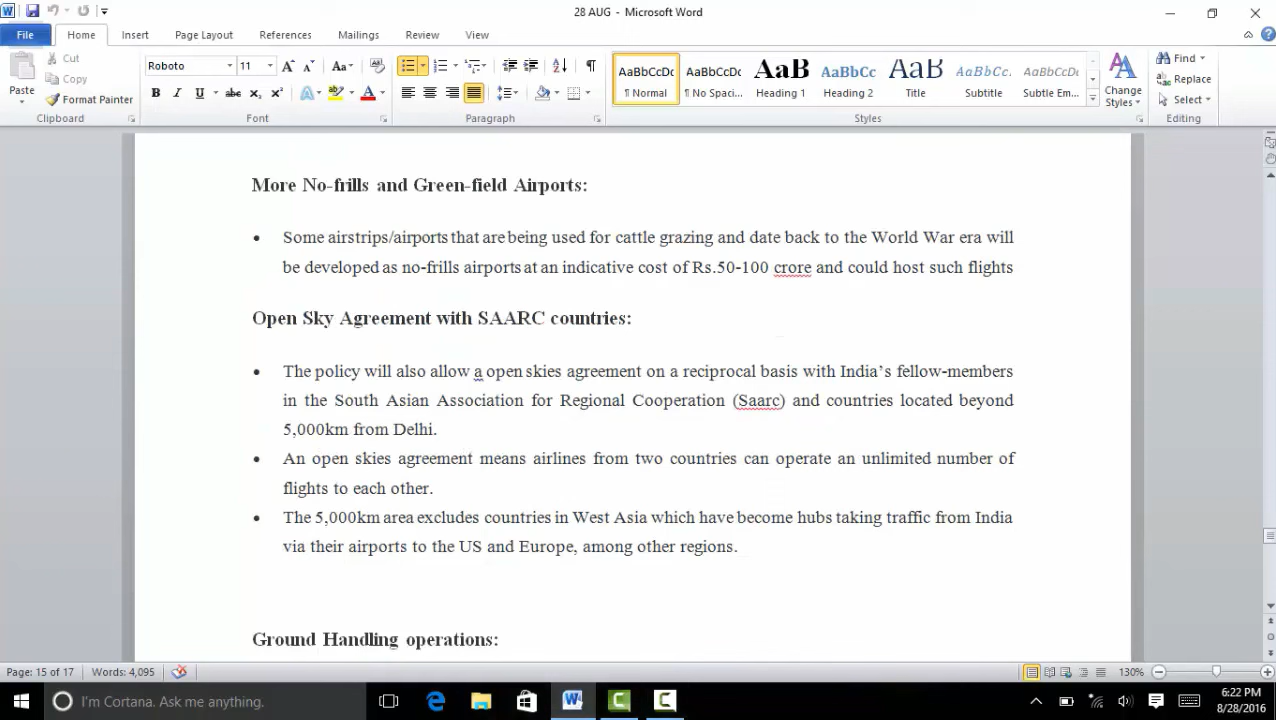 28 AUG - Microsoft Word
File Home Insert Page Layout References Mailings Review View
Paste Cut Copy Format Painter Clipboard
Roboto 11 Aa
B I U abc x₂ x² A ab A Font
Paragraph
AaBbCcDc ¶ Normal
AaBbCcDc ¶ No Spaci...
AaB Heading 1
AaBbCc Heading 2
AaB Title
AaBbCc Subtitle
AaBbCcDc Subtle Em...
Change Styles
Styles
Find Replace Select Editing
More No-frills and Green-field Airports:
• Some airstrips/airports that are being used for cattle grazing and date back to the World War era will
be developed as no-frills airports at an indicative cost of Rs.50-100 crore and could host such flights
Open Sky Agreement with SAARC countries:
• The policy will also allow a open skies agreement on a reciprocal basis with India’s fellow-members
in the South Asian Association for Regional Cooperation (Saarc) and countries located beyond
5,000km from Delhi.
• An open skies agreement means airlines from two countries can operate an unlimited number of
flights to each other.
• The 5,000km area excludes countries in West Asia which have become hubs taking traffic from India
via their airports to the US and Europe, among other regions.
Ground Handling operations:
Page: 15 of 17 Words: 4,095 130%
I'm Cortana. Ask me anything.
6:22 PM
8/28/2016